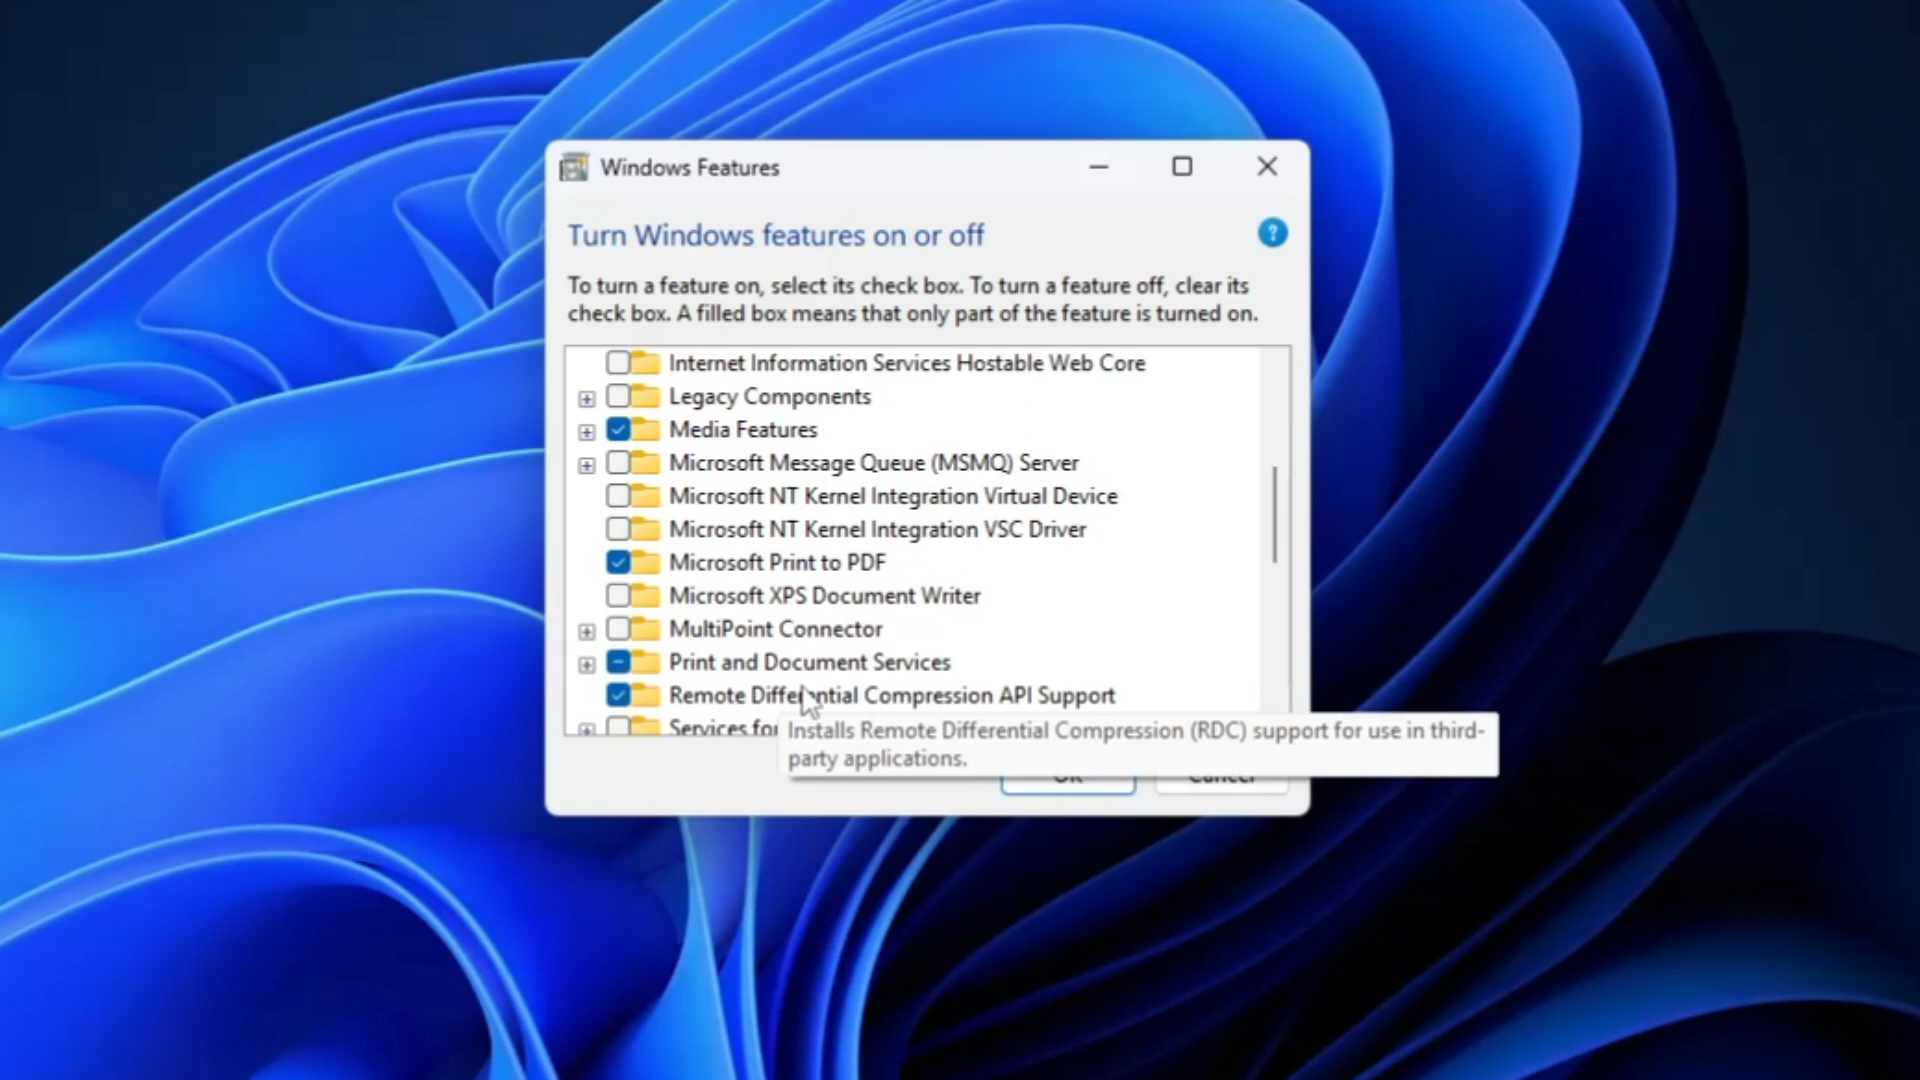 Windows Features
Turn Windows features on or off
?
To turn a feature on, select its check box. To turn a feature off, clear its
check box. A filled box means that only part of the feature is turned on.
Internet Information Services Hostable Web Core
Legacy Components
Media Features
Microsoft Message Queue (MSMQ) Server
Microsoft NT Kernel Integration Virtual Device
Microsoft NT Kernel Integration VSC Driver
Microsoft Print to PDF
Microsoft XPS Document Writer
MultiPoint Connector
Print and Document Services
Remote Differential Compression API Support
Services for
Installs Remote Differential Compression (RDC) support for use in third-
party applications.
OK Cancel